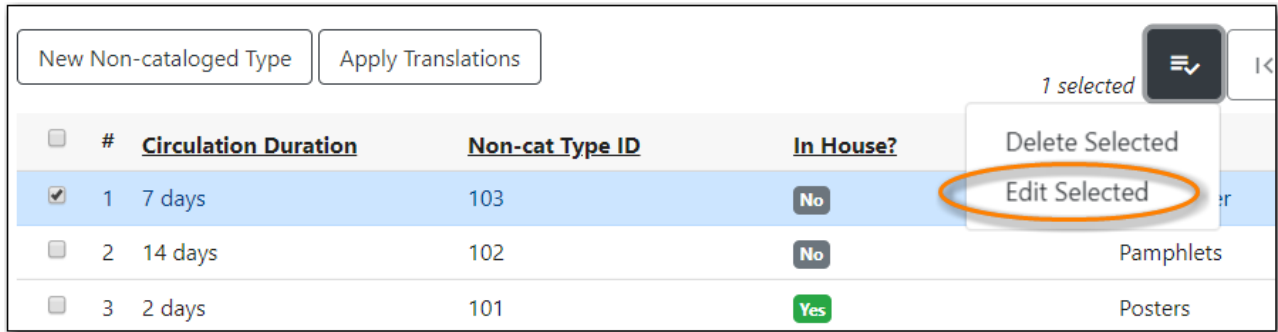 New Non-cataloged Type Apply Translations
1 selected
Delete Selected
Edit Selected
# Circulation Duration Non-cat Type ID In House?
1 7 days 103 No
2 14 days 102 No Pamphlets
3 2 days 101 Yes Posters